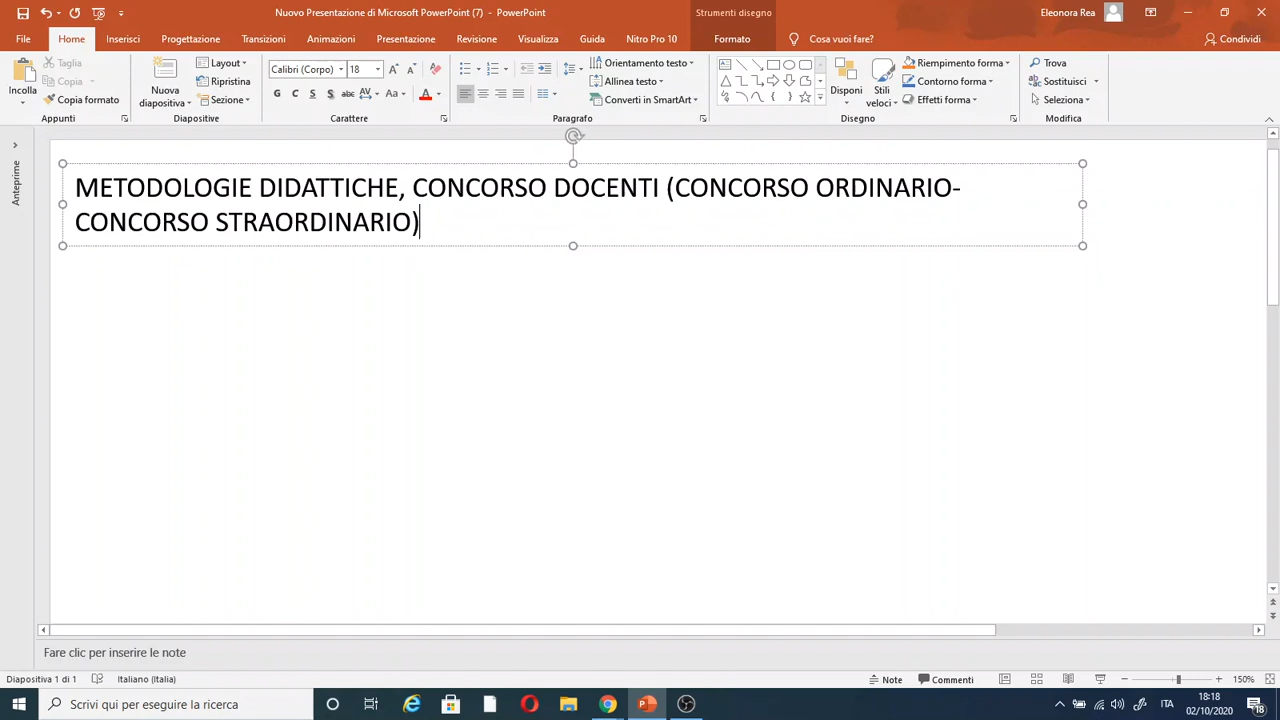 Nuovo Presentazione di Microsoft PowerPoint (7) - PowerPoint
Strumenti disegno
Eleonora Rea
File Home Inserisci Progettazione Transizioni Animazioni Presentazione Revisione Visualizza Guida Nitro Pro 10 Formato Cosa vuoi fare? Condividi
Incolla
Taglia
Copia
Copia formato
Appunti
Nuova
diapositiva
Layout
Ripristina
Sezione
Diapositive
Calibri (Corpo) 18
G C S S abc AV Aa A
Carattere
Orientamento testo
Allinea testo
Converti in SmartArt
Paragrafo
Disponi
Stili
veloci
Riempimento forma
Contorno forma
Effetti forma
Disegno
Trova
Sostituisci
Seleziona
Modifica
Anteprime
METODOLOGIE DIDATTICHE, CONCORSO DOCENTI (CONCORSO ORDINARIO-
CONCORSO STRAORDINARIO)
Fare clic per inserire le note
Diapositiva 1 di 1 Italiano (Italia) Note Commenti 150%
Scrivi qui per eseguire la ricerca
ITA
18:18
02/10/2020
18